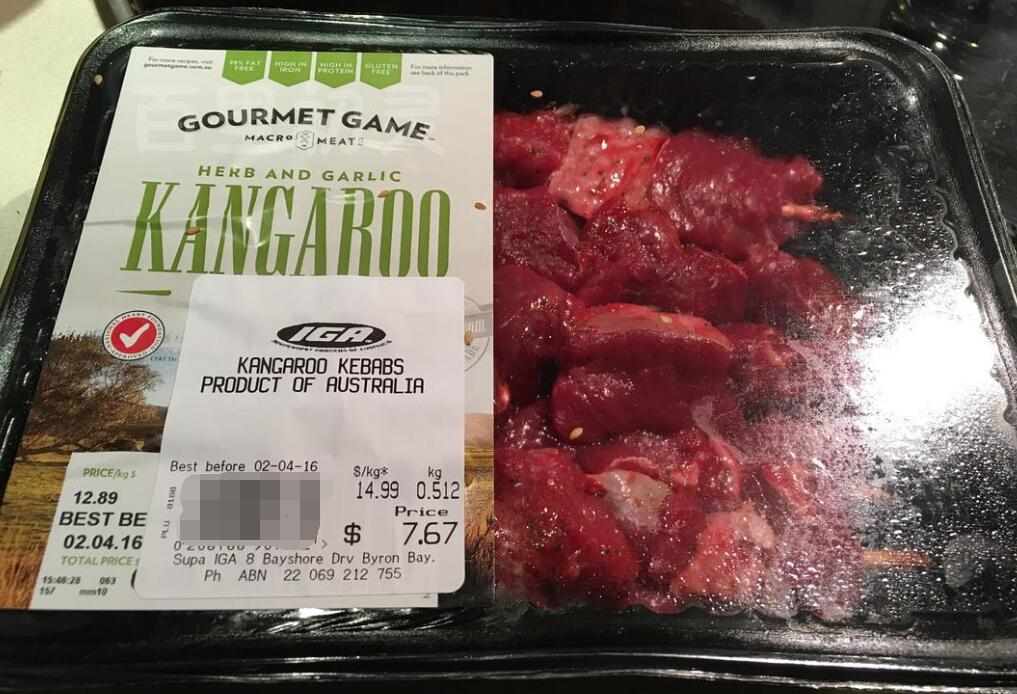 For more recipes, visit
gourmetgame.com.au
98% FAT
FREE
HIGH IN
IRON
HIGH IN
PROTEIN
GLUTEN
FREE
For more information,
see back of this pack
GOURMET GAME
MACRO MEATS
HERB AND GARLIC
KANGAROO
IGA
KANGAROO KEBABS
PRODUCT OF AUSTRALIA
Best before 02-04-16
$/kg*
kg
14.99
0.512
Price
$ 7.67
PLU 8168
Supa IGA 8 Bayshore Drv Byron Bay.
Ph ABN 22 069 212 755
PRICE/kg $
12.89
BEST BE
02.04.16
TOTAL PRICE
15:46:28 063
157 mm10